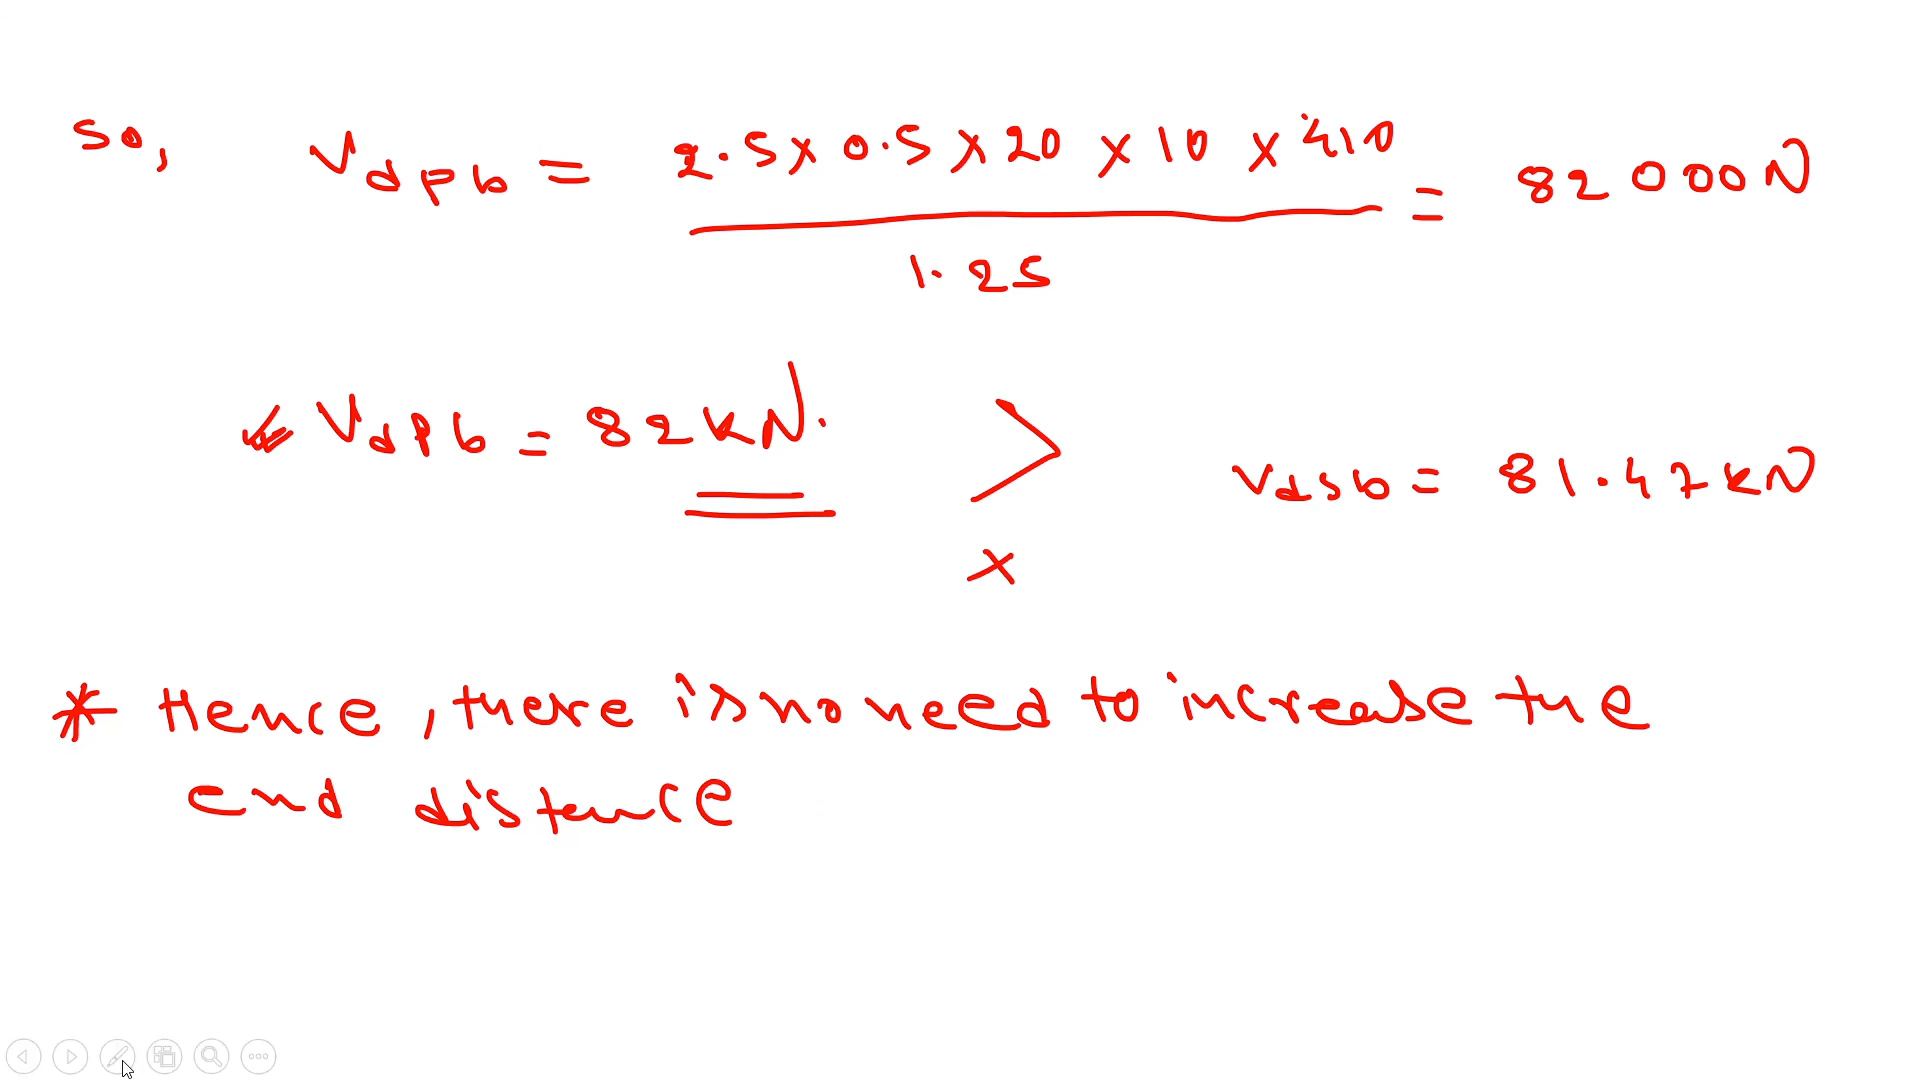 So, Vdpb = 2.5 x 0.5 x 20 x 10 x 410 = 82000N
1.25
Vdpb = 82kN. > Vdsb = 81.47kN
x
* Hence, there is no need to increase the
end distance